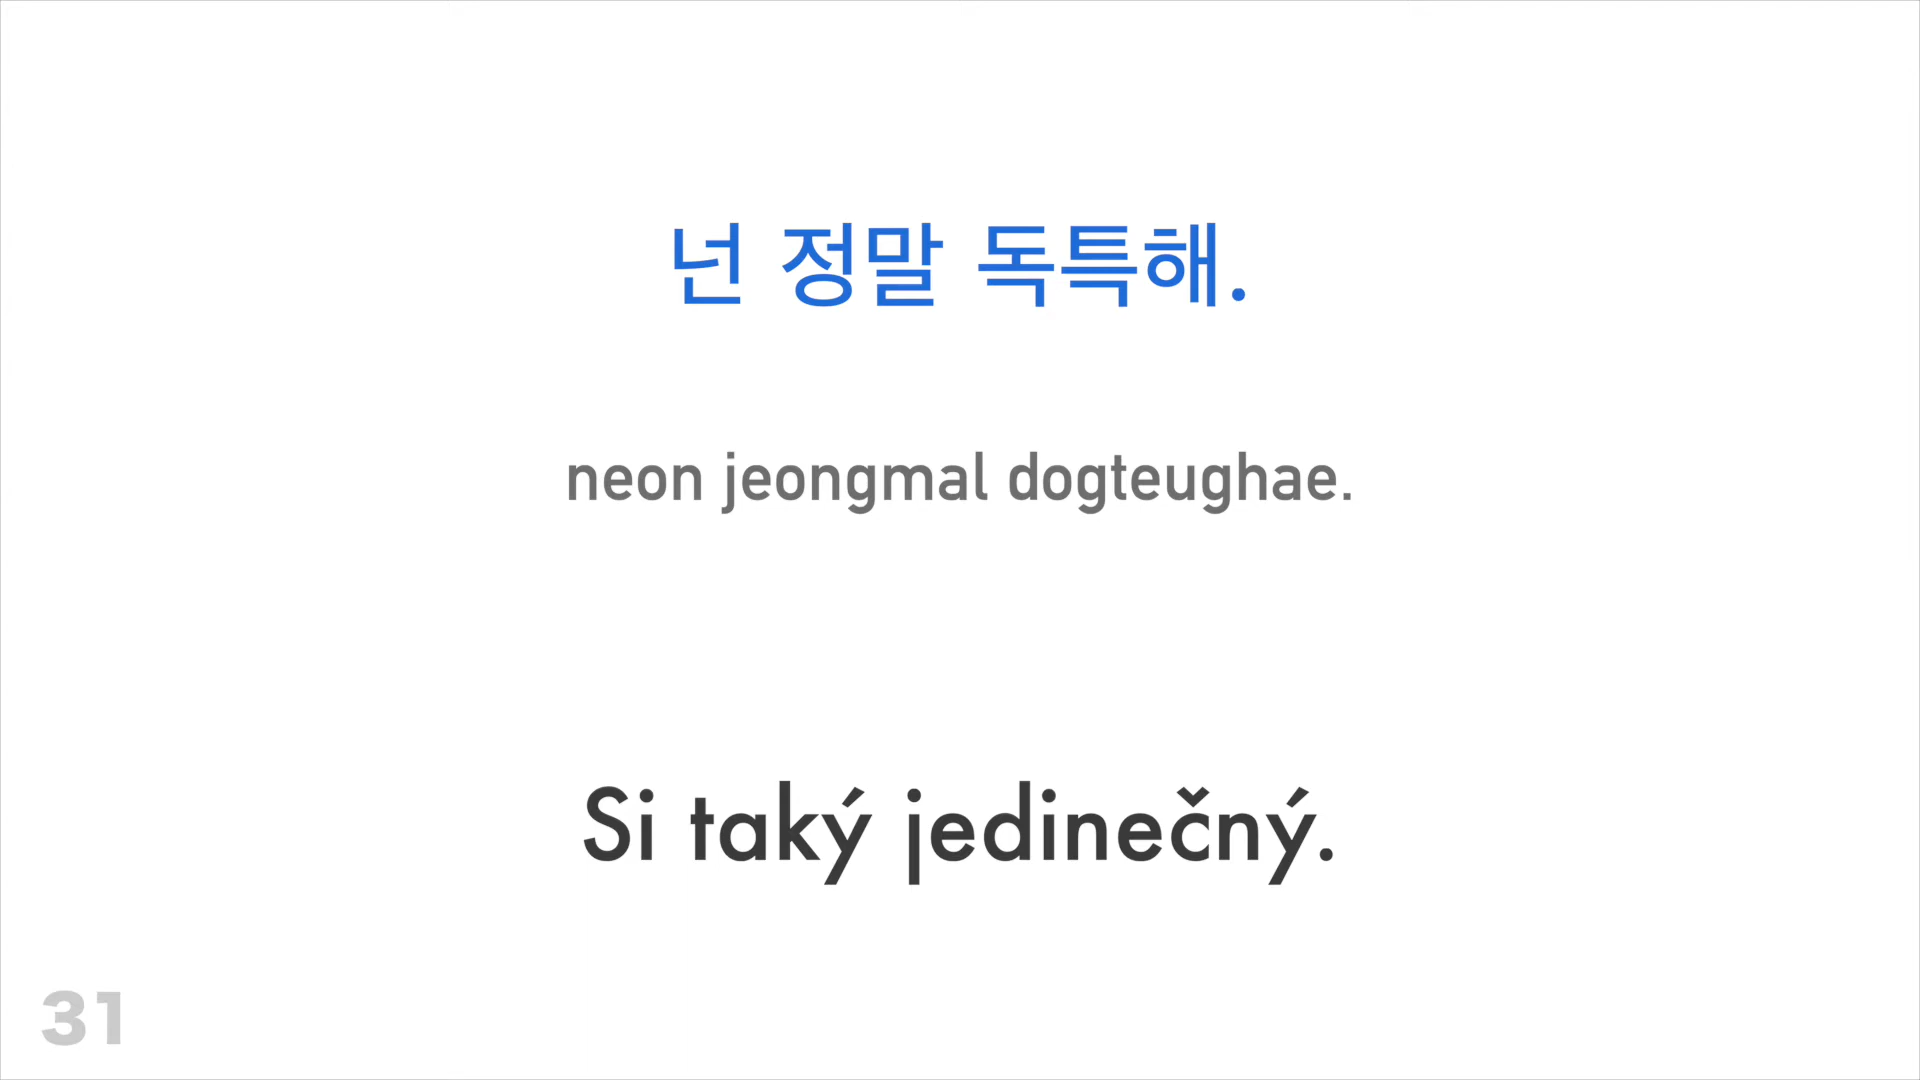 넌 정말 독특해.
neon jeongmal dogteughae.
Si taký jedinečný.
31